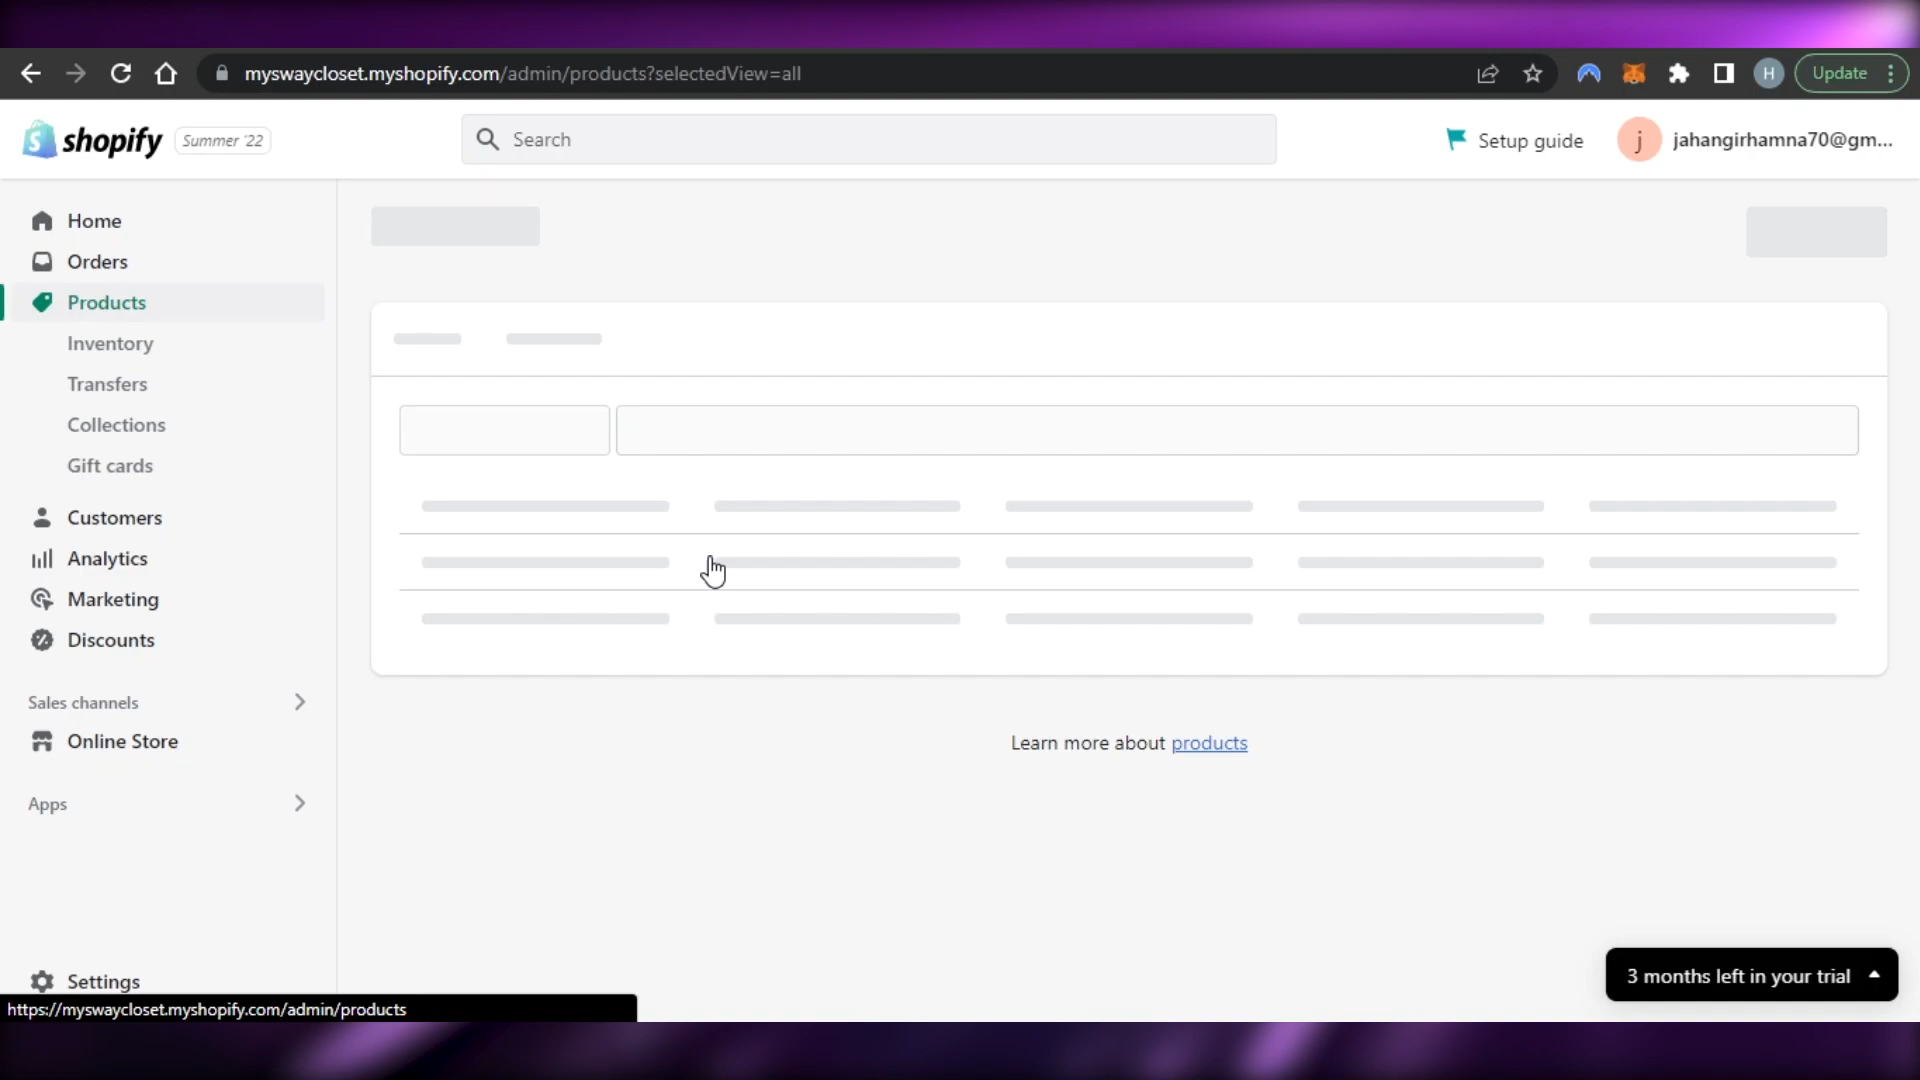 myswaycloset.myshopify.com/admin/products?selectedView=all
H
Update
shopify
Summer '22
Search
Setup guide
j
jahangirhamna70@gm...
Home
Orders
Products
Inventory
Transfers
Collections
Gift cards
Customers
Analytics
Marketing
Discounts
Sales channels
Online Store
Apps
Learn more about products
Settings
3 months left in your trial
https://myswaycloset.myshopify.com/admin/products